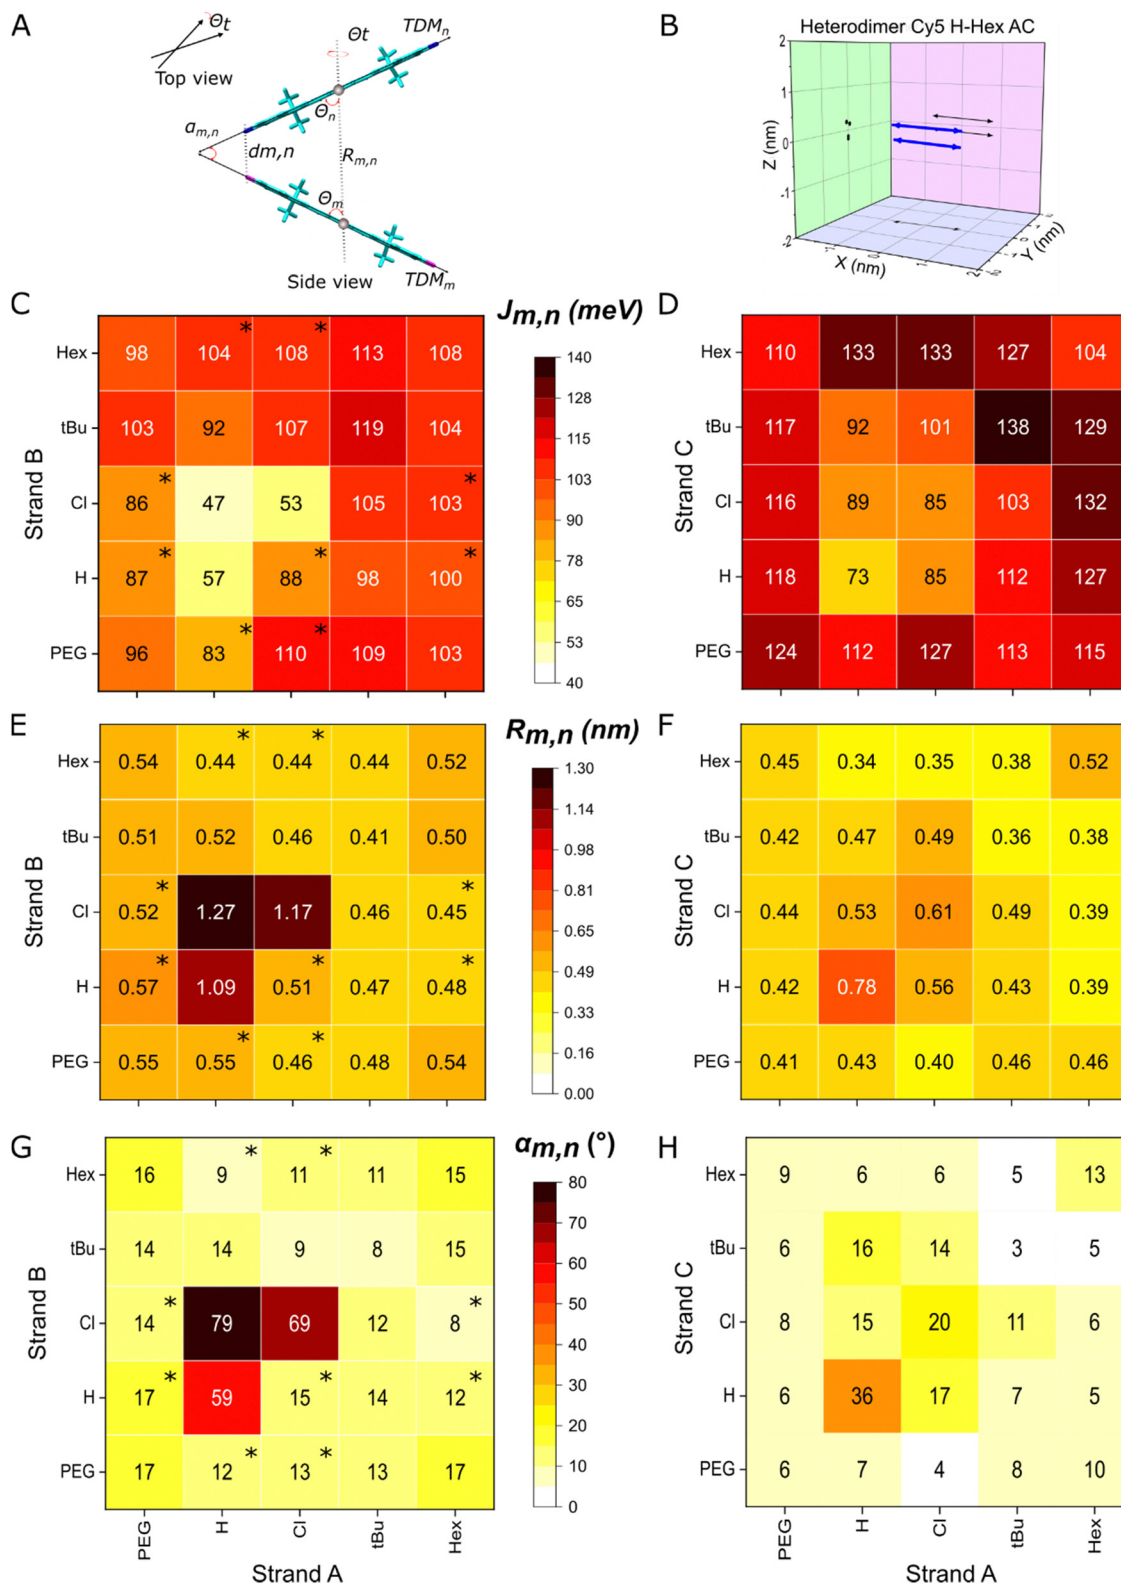 A
Θt
Top view
Θt
TDMn
Θn
am,n
dm,n
Rm,n
Θm
Side view
TDMm
B
Heterodimer Cy5 H-Hex AC
Z (nm)
2
1
0
-1
-2
X (nm)
Y (nm)
C
Jm,n (meV)
D
Strand B
Hex 98 104 * 108 * 113 108
tBu 103 92 107 119 104
Cl 86 * 47 53 105 103 *
H 87 * 57 88 * 98 100 *
PEG 96 83 * 110 * 109 103
140
128
115
103
90
78
65
53
40
Strand C
Hex 110 133 133 127 104
tBu 117 92 101 138 129
Cl 116 89 85 103 132
H 118 73 85 112 127
PEG 124 112 127 113 115
E
Rm,n (nm)
F
Strand B
Hex 0.54 0.44 * 0.44 * 0.44 0.52
tBu 0.51 0.52 0.46 0.41 0.50
Cl 0.52 * 1.27 1.17 0.46 0.45 *
H 0.57 * 1.09 0.51 * 0.47 0.48 *
PEG 0.55 0.55 * 0.46 * 0.48 0.54
1.30
1.14
0.98
0.81
0.65
0.49
0.33
0.16
0.00
Strand C
Hex 0.45 0.34 0.35 0.38 0.52
tBu 0.42 0.47 0.49 0.36 0.38
Cl 0.44 0.53 0.61 0.49 0.39
H 0.42 0.78 0.56 0.43 0.39
PEG 0.41 0.43 0.40 0.46 0.46
G
αm,n (°)
H
Strand B
Hex 16 9 * 11 * 11 15
tBu 14 14 9 8 15
Cl 14 * 79 69 12 8 *
H 17 * 59 15 * 14 12 *
PEG 17 12 * 13 * 13 17
PEG H Cl tBu Hex
Strand A
80
70
60
50
40
30
20
10
0
Strand C
Hex 9 6 6 5 13
tBu 6 16 14 3 5
Cl 8 15 20 11 6
H 6 36 17 7 5
PEG 6 7 4 8 10
PEG H Cl tBu Hex
Strand A